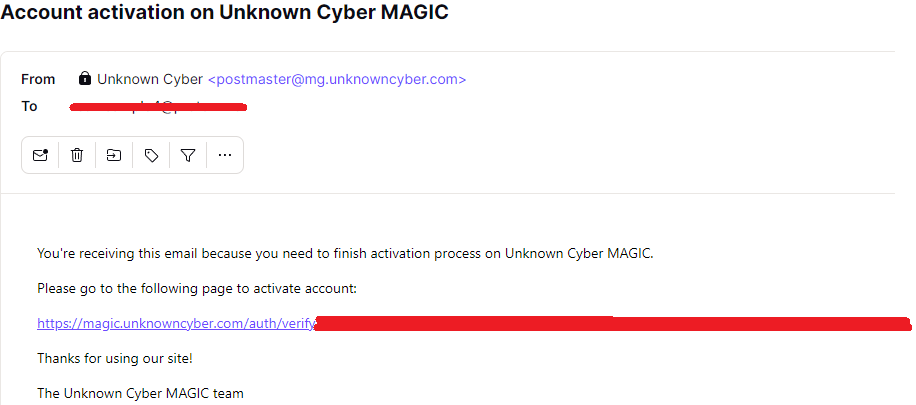 Account activation on Unknown Cyber MAGIC
From Unknown Cyber <postmaster@mg.unknowncyber.com>
To
You're receiving this email because you need to finish activation process on Unknown Cyber MAGIC.
Please go to the following page to activate account:
https://magic.unknowncyber.com/auth/verify
Thanks for using our site!
The Unknown Cyber MAGIC team